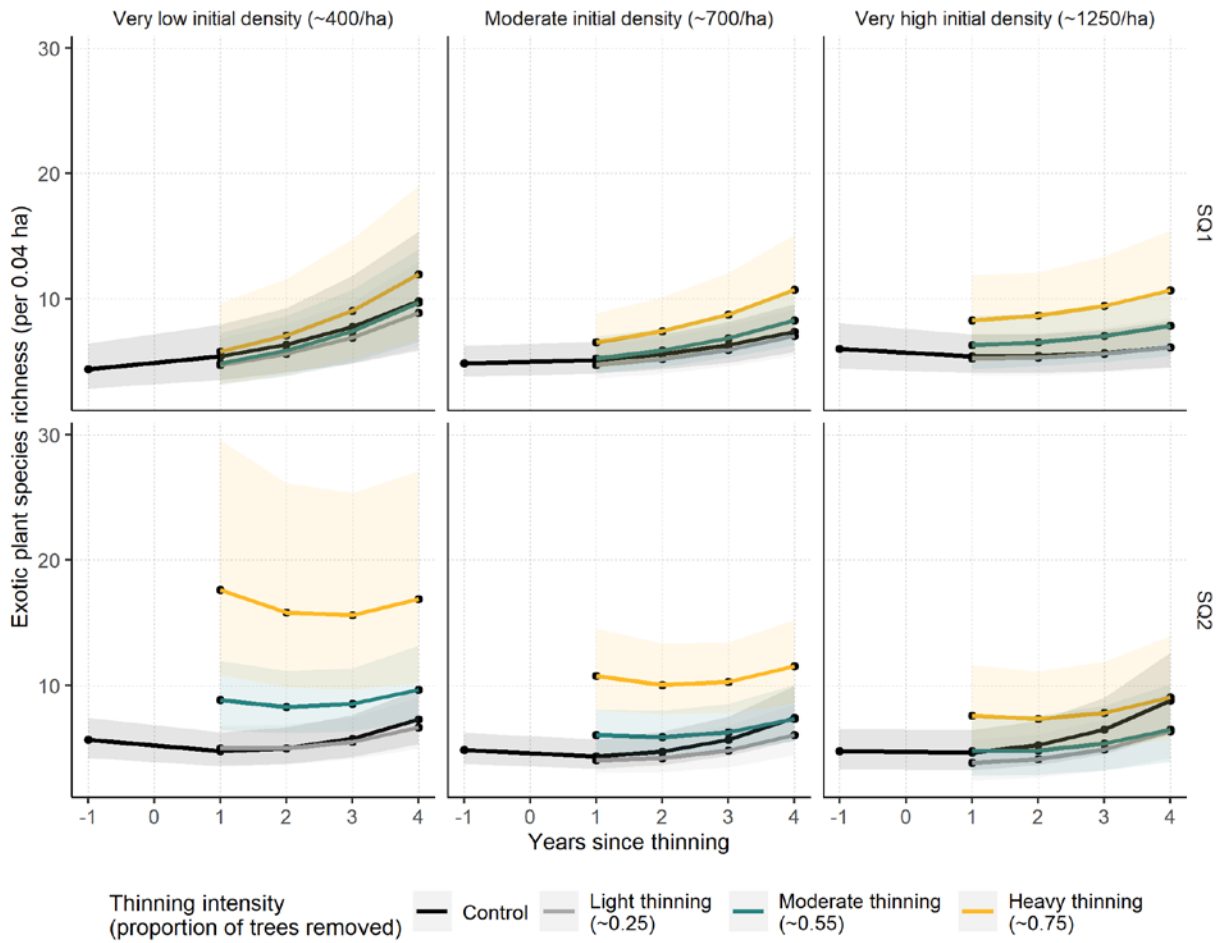 Very low initial density (~400/ha)
Moderate initial density (~700/ha)
Very high initial density (~1250/ha)
Exotic plant species richness (per 0.04 ha)
30
20
10
SQ1
30
20
10
SQ2
-1 0 1 2 3 4
-1 0 1 2 3 4
-1 0 1 2 3 4
Years since thinning
Thinning intensity
(proportion of trees removed)
Control
Light thinning
(~0.25)
Moderate thinning
(~0.55)
Heavy thinning
(~0.75)